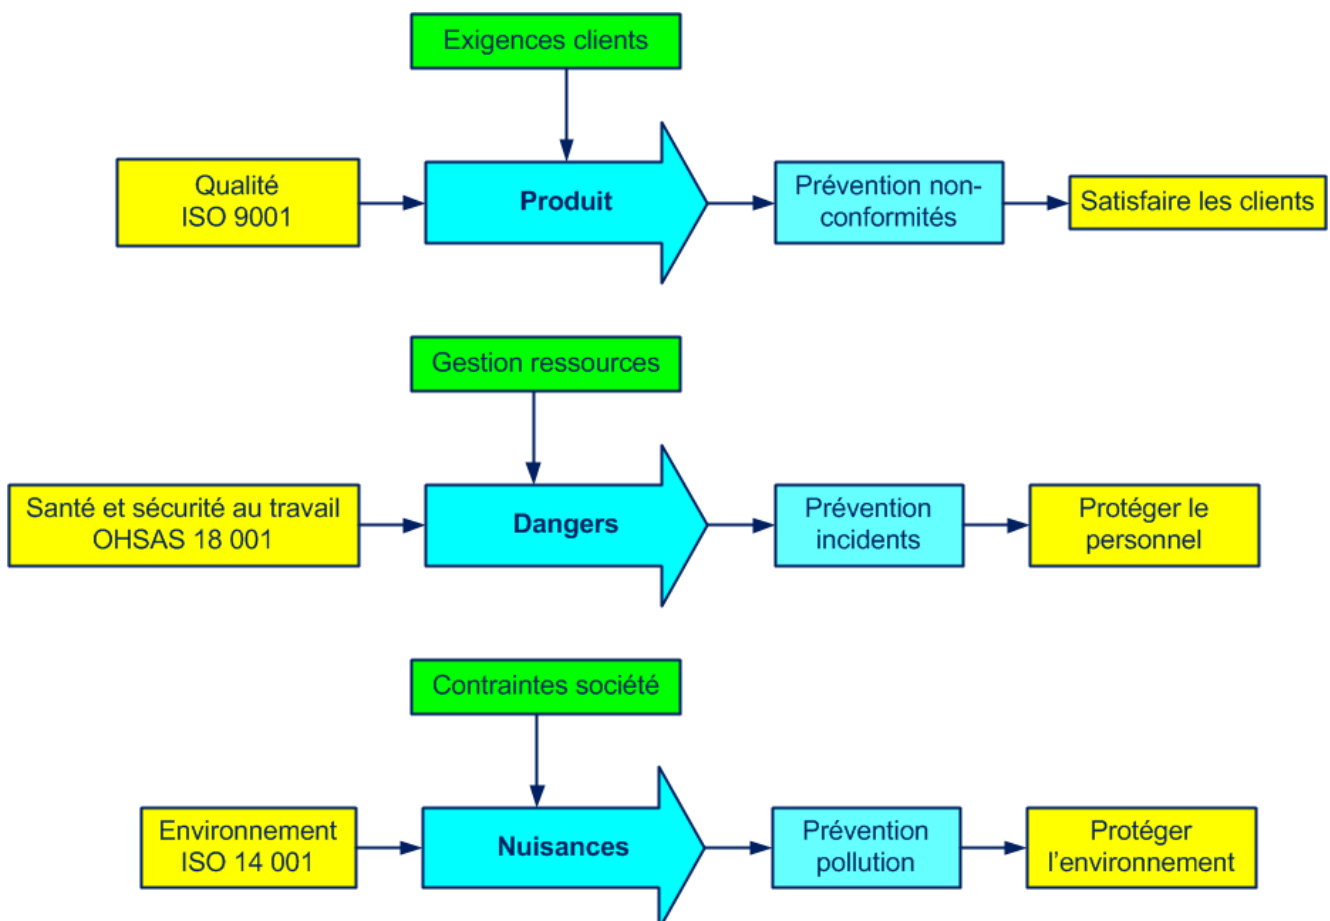 Exigences clients
Qualité
ISO 9001
Produit
Prévention non-
conformités
Satisfaire les clients
Gestion ressources
Santé et sécurité au travail
OHSAS 18 001
Dangers
Prévention
incidents
Protéger le
personnel
Contraintes société
Environnement
ISO 14 001
Nuisances
Prévention
pollution
Protéger
l’environnement